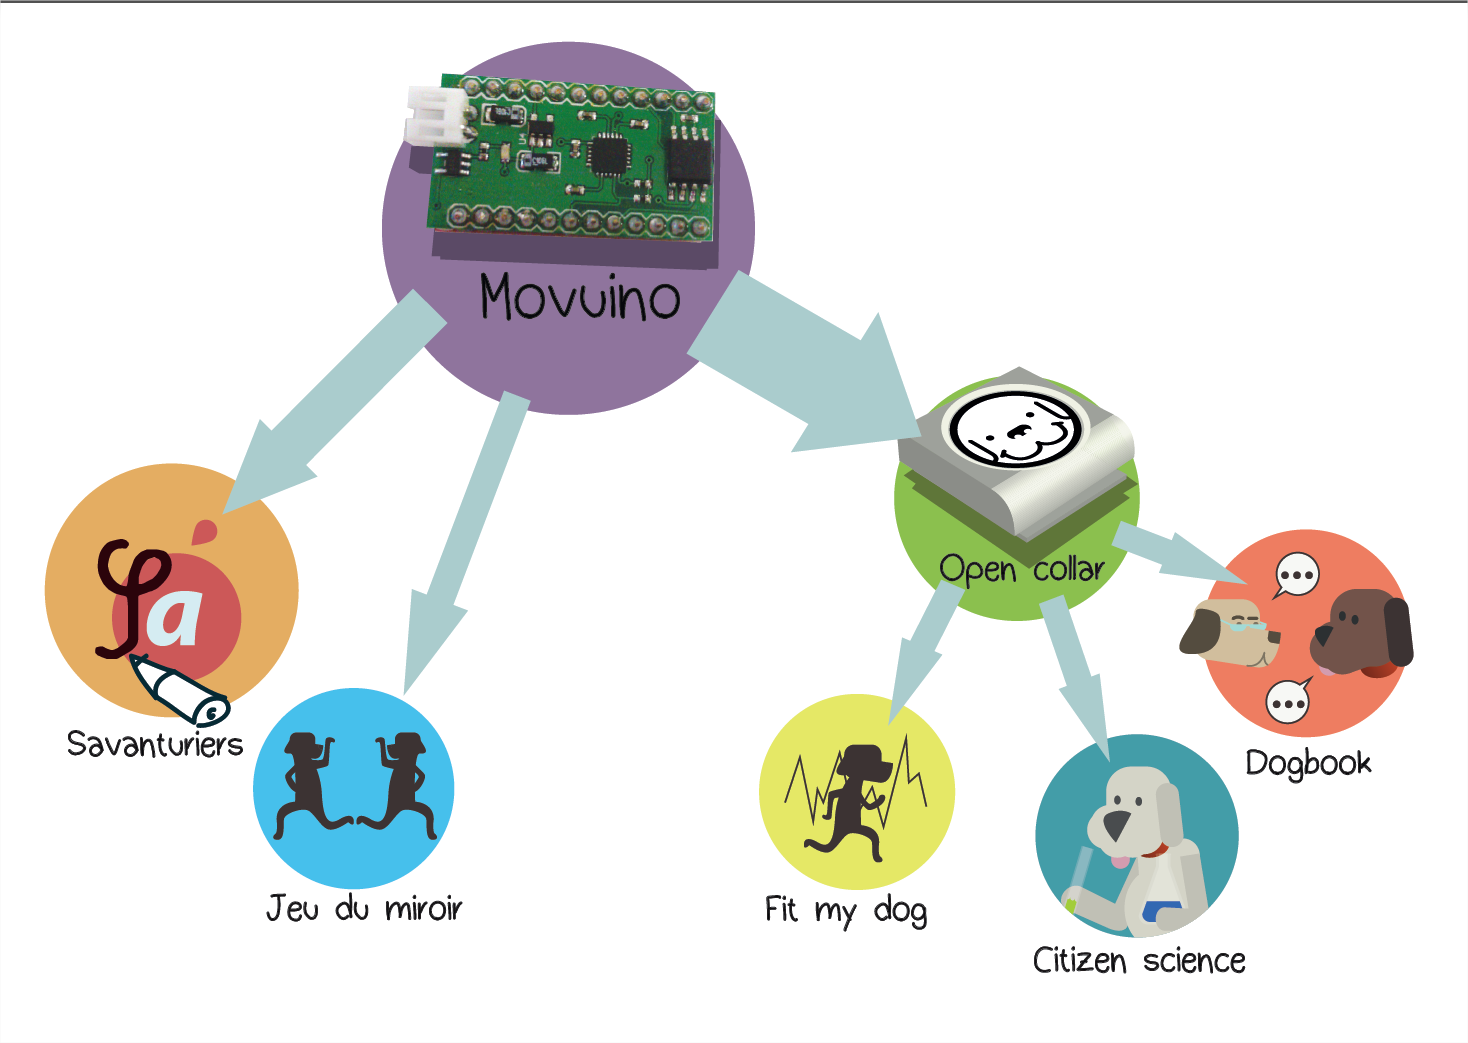 Movuino
Open collar
a
Savanturiers
Jeu du miroir
Fit my dog
Citizen science
Dogbook